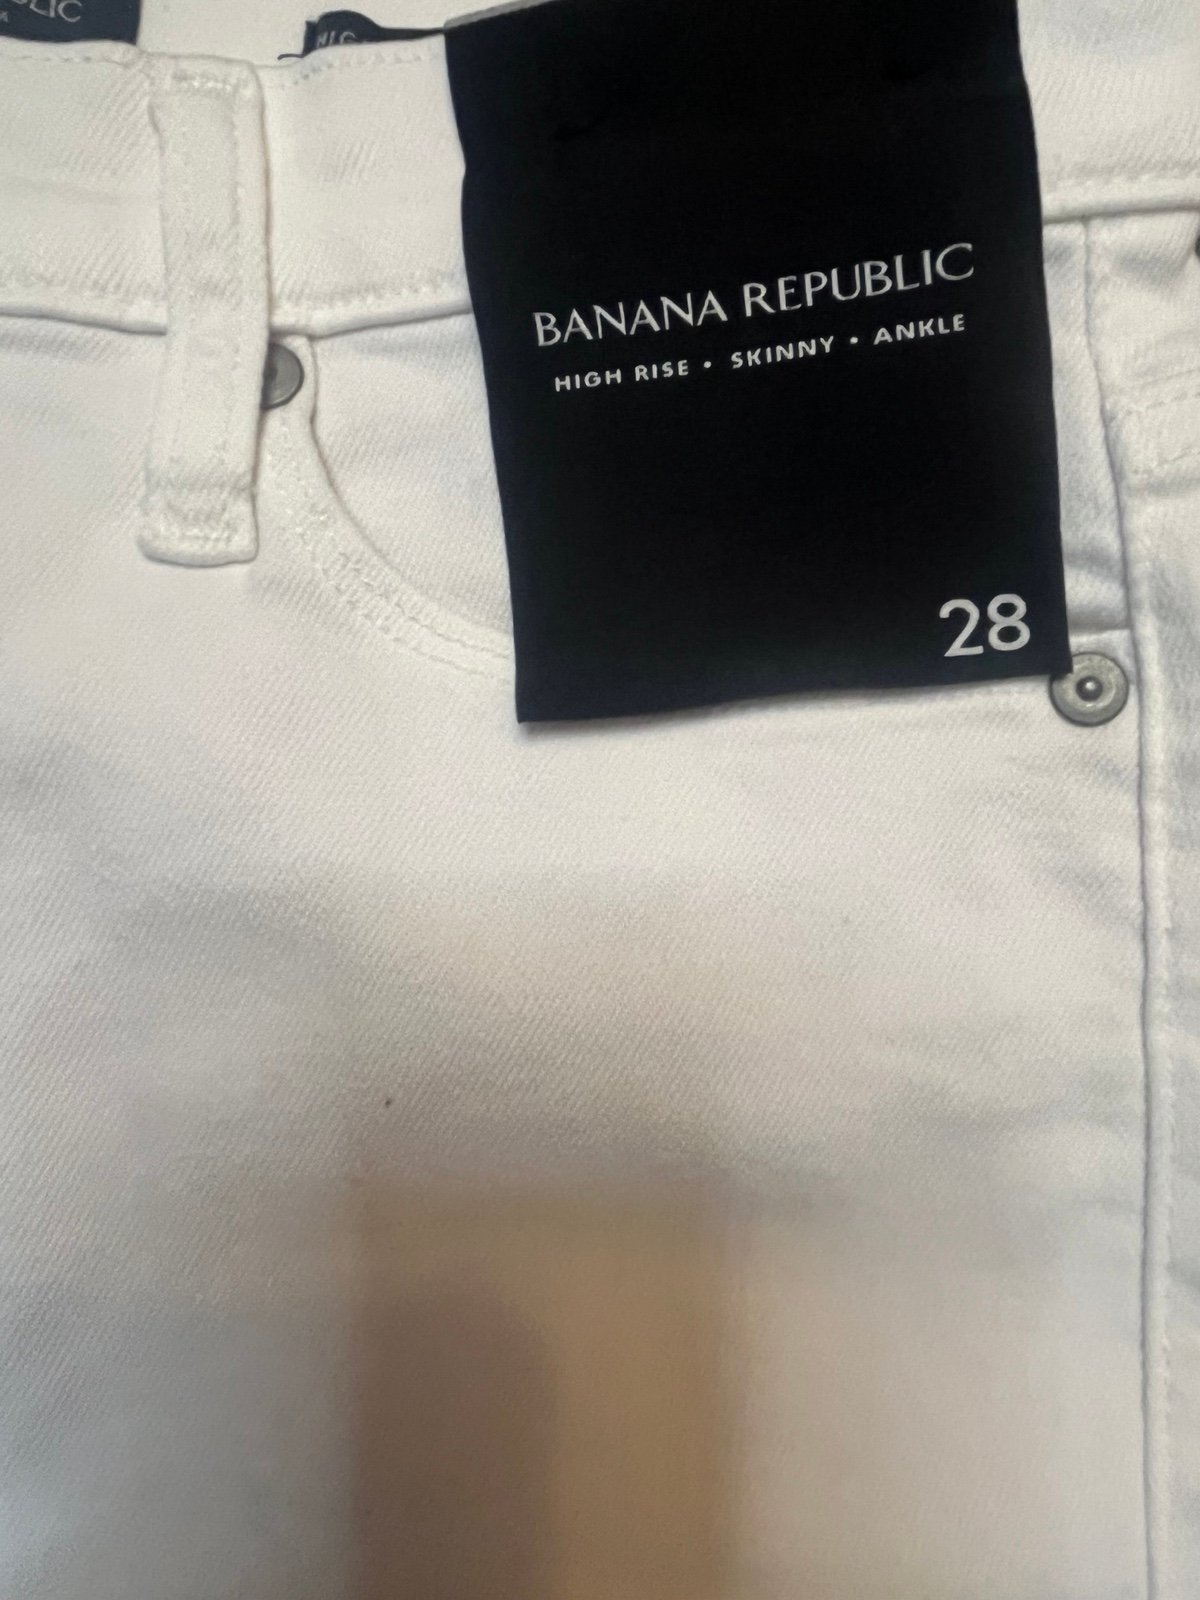 BANANA REPUBLIC
HIGH RISE • SKINNY • ANKLE
28